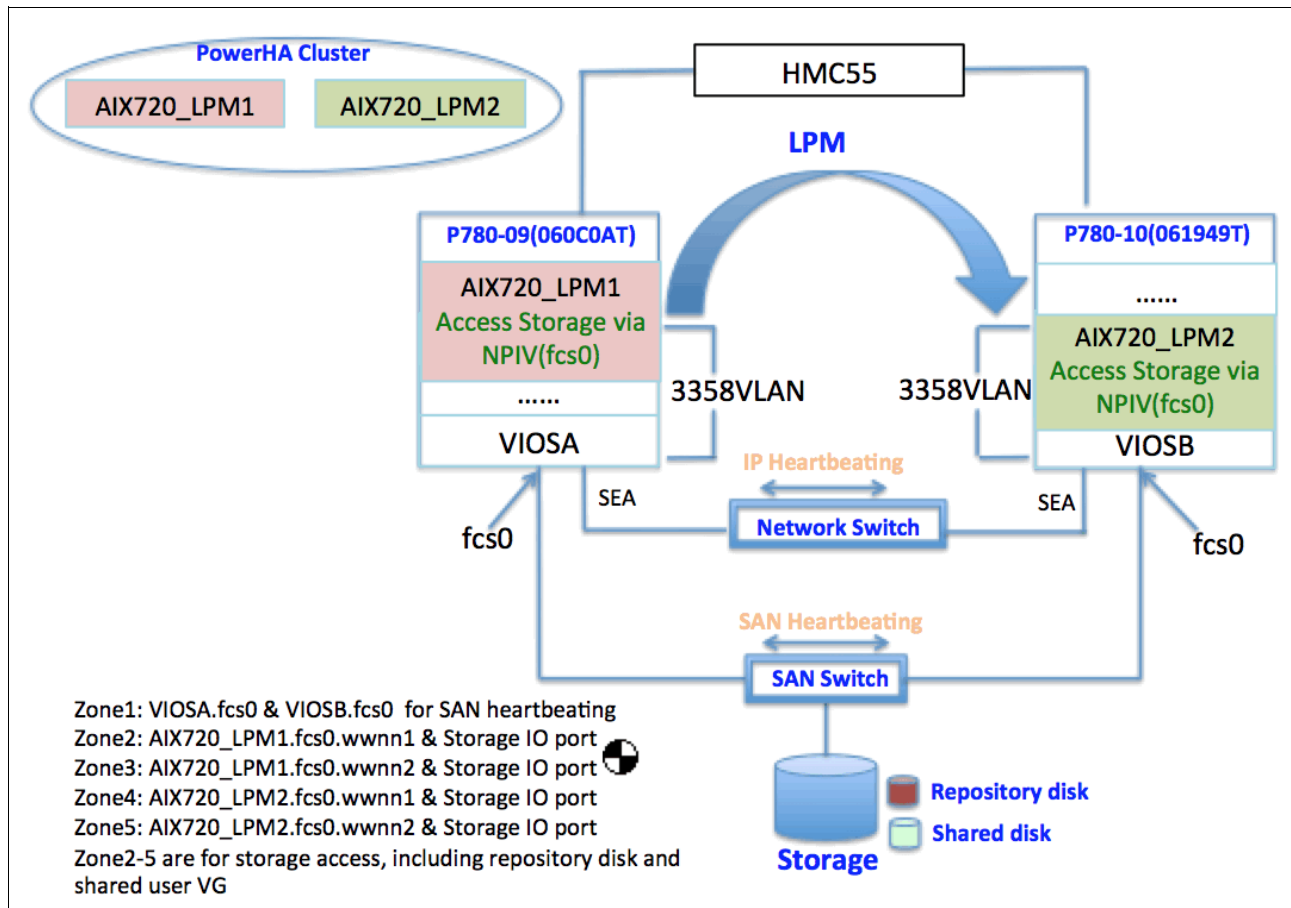 PowerHA Cluster
AIX720_LPM1
AIX720_LPM2
HMC55
LPM
P780-09(060C0AT)
AIX720_LPM1
Access Storage via
NPIV(fcs0)
......
VIOSA
3358VLAN
P780-10(061949T)
......
AIX720_LPM2
Access Storage via
NPIV(fcs0)
VIOSB
3358VLAN
IP Heartbeating
SEA
Network Switch
SEA
fcs0
fcs0
SAN Heartbeating
SAN Switch
Zone1: VIOSA.fcs0 & VIOSB.fcs0 for SAN heartbeating
Zone2: AIX720_LPM1.fcs0.wwnn1 & Storage IO port
Zone3: AIX720_LPM1.fcs0.wwnn2 & Storage IO port
Zone4: AIX720_LPM2.fcs0.wwnn1 & Storage IO port
Zone5: AIX720_LPM2.fcs0.wwnn2 & Storage IO port
Zone2-5 are for storage access, including repository disk and
shared user VG
Storage
Repository disk
Shared disk